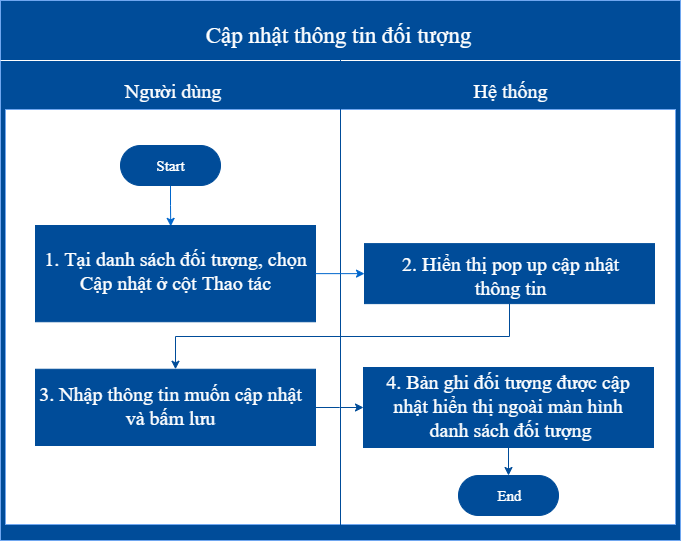 Cập nhật thông tin đối tượng
Người dùng
Hệ thống
Start
1. Tại danh sách đối tượng, chọn
Cập nhật ở cột Thao tác
2. Hiển thị pop up cập nhật
thông tin
3. Nhập thông tin muốn cập nhật
và bấm lưu
4. Bản ghi đối tượng được cập
nhật hiển thị ngoài màn hình
danh sách đối tượng
End